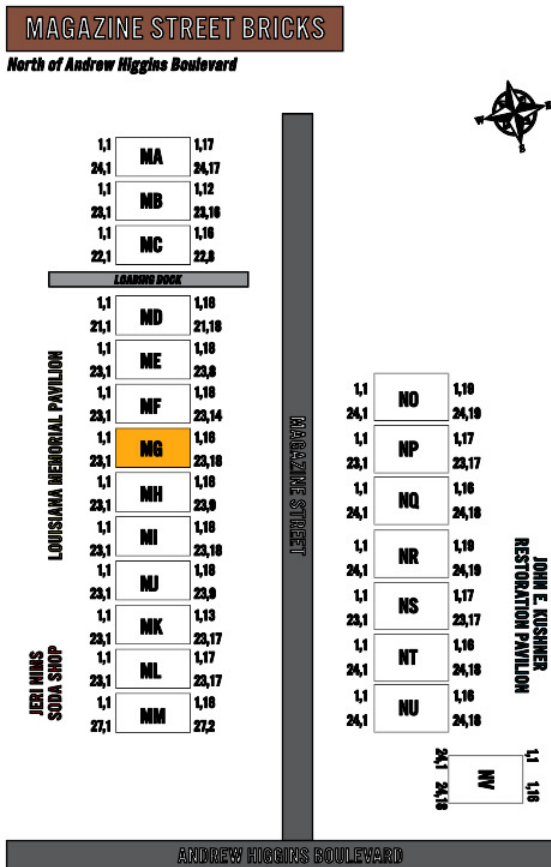 MAGAZINE STREET BRICKS
North of Andrew Higgins Boulevard
N
E
S
W
1,1 MA 1,17
24,1 24,17
1,1 MB 1,12
23,1 23,16
1,1 MC 1,16
22,1 22,8
LOADING DOCK
1,1 MD 1,18
21,1 21,18
1,1 ME 1,18
23,1 23,8
1,1 MF 1,18
23,1 23,14
1,1 MG 1,16
23,1 23,18
1,1 MH 1,18
23,1 23,9
1,1 MI 1,18
23,1 23,18
1,1 MJ 1,18
23,1 23,9
1,1 MK 1,13
23,1 23,17
1,1 ML 1,17
23,1 23,17
1,1 MM 1,18
27,1 27,2
LOUISIANA MEMORIAL PAVILION
JERI NIMS
SODA SHOP
MAGAZINE STREET
1,1 NO 1,19
24,1 24,19
1,1 NP 1,17
23,1 23,17
1,1 NQ 1,16
24,1 24,18
1,1 NR 1,19
24,1 24,19
1,1 NS 1,17
23,1 23,17
1,1 NT 1,16
24,1 24,18
1,1 NU 1,16
24,1 24,18
JOHN E. KUSHNER
RESTORATION PAVILION
24,1 NV 1,1
24,18 1,16
ANDREW HIGGINS BOULEVARD